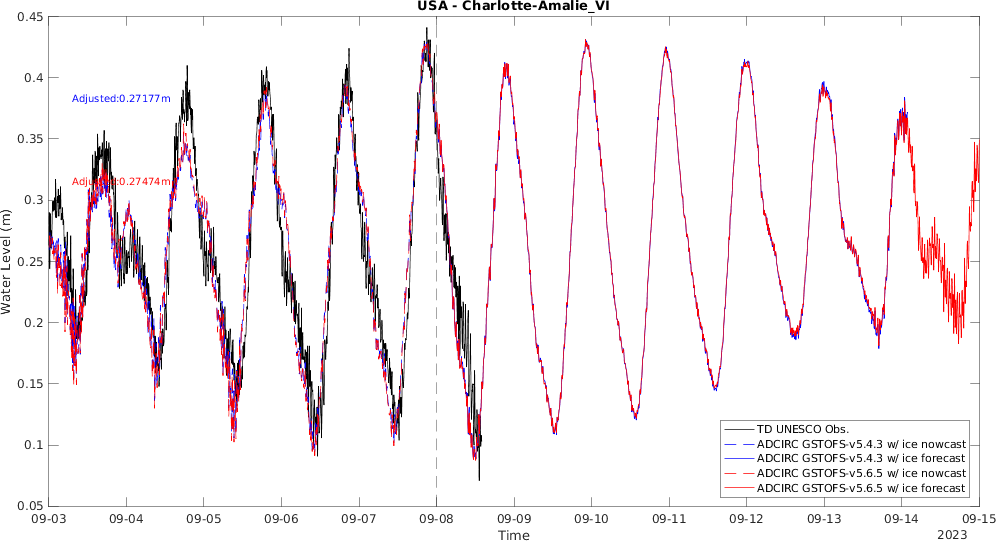 USA - Charlotte-Amalie_VI
0.45
0.4
Adjusted:0.27177m
0.35
Adjusted:0.27474m
0.3
Water Level (m)
0.25
0.2
0.15
TD UNESCO Obs.
0.1
ADCIRC GSTOFS-v5.4.3 w/ ice nowcast
ADCIRC GSTOFS-v5.4.3 w/ ice forecast
ADCIRC GSTOFS-v5.6.5 w/ ice nowcast
ADCIRC GSTOFS-v5.6.5 w/ ice forecast
0.05
09-03 09-04 09-05 09-06 09-07 09-08 09-09 09-10 09-11 09-12 09-13 09-14 09-15
Time
2023